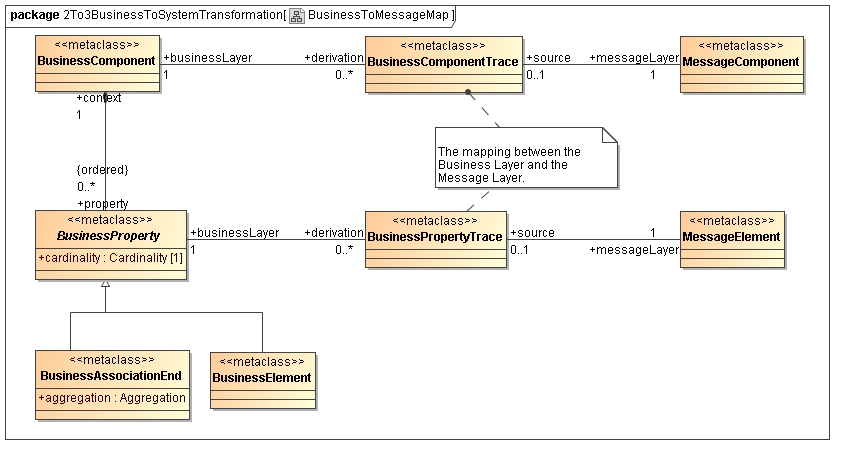 package 2To3BusinessToSystemTransformation[ BusinessToMessageMap ]
<<metaclass>>
BusinessComponent
+businessLayer
1
+derivation
0..*
<<metaclass>>
BusinessComponentTrace
+source
0..1
+messageLayer
1
<<metaclass>>
MessageComponent
+context
1
{ordered}
0..*
+property
The mapping between the
Business Layer and the
Message Layer.
<<metaclass>>
BusinessProperty
+cardinality : Cardinality [1]
+businessLayer
1
+derivation
0..*
<<metaclass>>
BusinessPropertyTrace
+source
0..1
1
+messageLayer
<<metaclass>>
MessageElement
<<metaclass>>
BusinessAssociationEnd
+aggregation : Aggregation
<<metaclass>>
BusinessElement